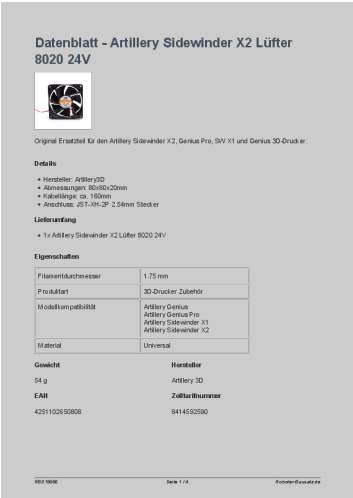 Datenblatt - Artillery Sidewinder X2 Lüfter
8020 24V
Original Ersatzteil für den Artillery Sidewinder X2, Genius Pro, SW X1 und Genius 3D-Drucker.
Details
• Hersteller: Artillery3D
• Abmessungen: 80x80x20mm
• Kabellänge: ca. 160mm
• Anschluss: JST-XH-2P 2.54mm Stecker
Lieferumfang
• 1x Artillery Sidewinder X2 Lüfter 8020 24V
Eigenschaften
Filamentdurchmesser 1.75 mm
Produktart 3D-Drucker Zubehör
Modellkompatibilität Artillery Genius
Artillery Genius Pro
Artillery Sidewinder X1
Artillery Sidewinder X2
Material Universal
Gewicht Hersteller
54 g Artillery 3D
EAN Zolltarifnummer
4251102650808 8414592590
Seite 1 / 4 Roboter-Bausatz.de